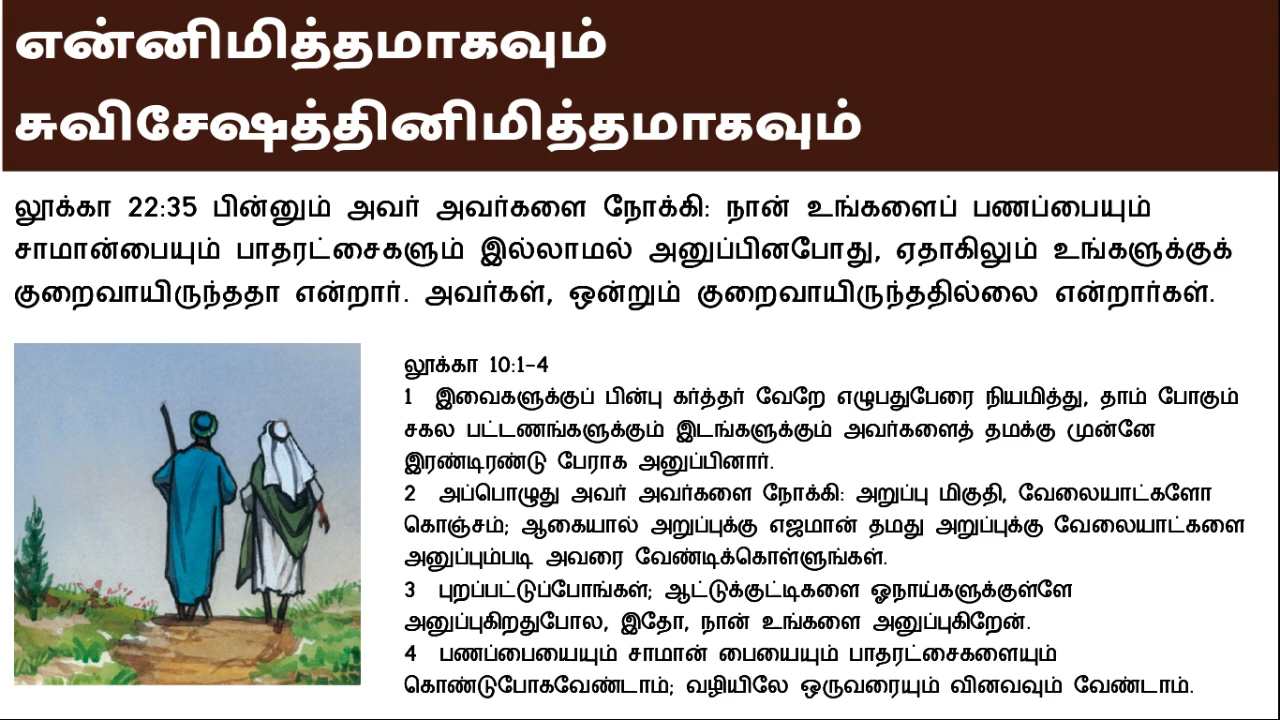 என்னிமித்தமாகவும்
சுவிசேஷத்தினிமித்தமாகவும்
லூக்கா 22:35 பின்னும் அவர் அவர்களை நோக்கி: நான் உங்களைப் பணப்பையும்
சாமான்பையும் பாதரட்சைகளும் இல்லாமல் அனுப்பினபோது, ஏதாகிலும் உங்களுக்குக்
குறைவாயிருந்ததா என்றார். அவர்கள், ஒன்றும் குறைவாயிருந்ததில்லை என்றார்கள்.
லூக்கா 10:1-4
1 இவைகளுக்குப் பின்பு கர்த்தர் வேறே எழுபதுபேரை நியமித்து, தாம் போகும்
சகல பட்டணங்களுக்கும் இடங்களுக்கும் அவர்களைத் தமக்கு முன்னே
இரண்டிரண்டு பேராக அனுப்பினார்.
2 அப்பொழுது அவர் அவர்களை நோக்கி: அறுப்பு மிகுதி, வேலையாட்களோ
கொஞ்சம்; ஆகையால் அறுப்புக்கு எஜமான் தமது அறுப்புக்கு வேலையாட்களை
அனுப்பும்படி அவரை வேண்டிக்கொள்ளுங்கள்.
3 புறப்பட்டுப்போங்கள்; ஆட்டுக்குட்டிகளை ஓநாய்களுக்குள்ளே
அனுப்புகிறதுபோல, இதோ, நான் உங்களை அனுப்புகிறேன்.
4 பணப்பையையும் சாமான் பையையும் பாதரட்சைகளையும்
கொண்டுபோகவேண்டாம்; வழியிலே ஒருவரையும் வினவவும் வேண்டாம்.